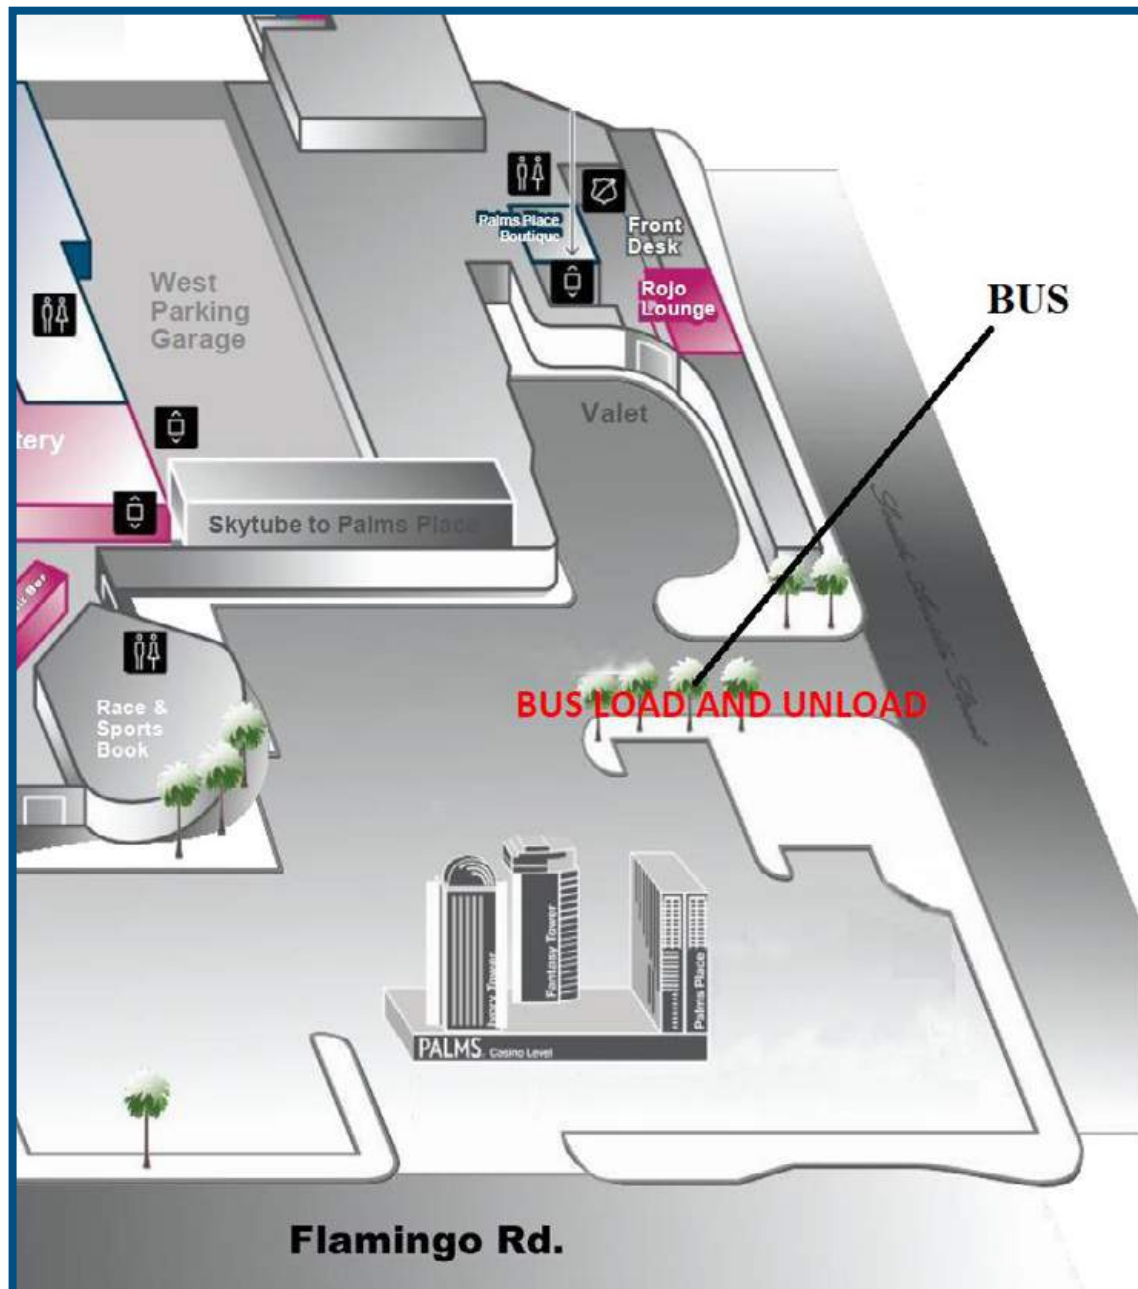 Palms Place
Boutique
Front
Desk
Rojo
Lounge
BUS
West
Parking
Garage
Valet
tery
Skytube to Palms Place
Bar
Race &
Sports
Book
BUS LOAD AND UNLOAD
Ivory Tower
Fantasy Tower
Palms Place
PALMS. Casino Level
Flamingo Rd.